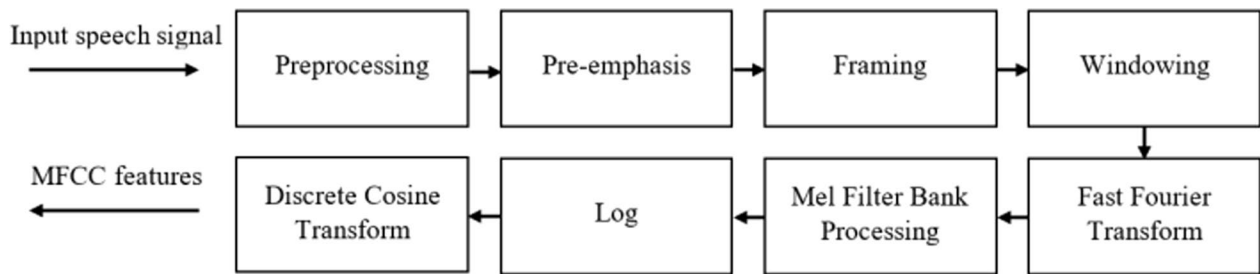 Input speech signal
Preprocessing
Pre-emphasis
Framing
Windowing
MFCC features
Discrete Cosine
Transform
Log
Mel Filter Bank
Processing
Fast Fourier
Transform